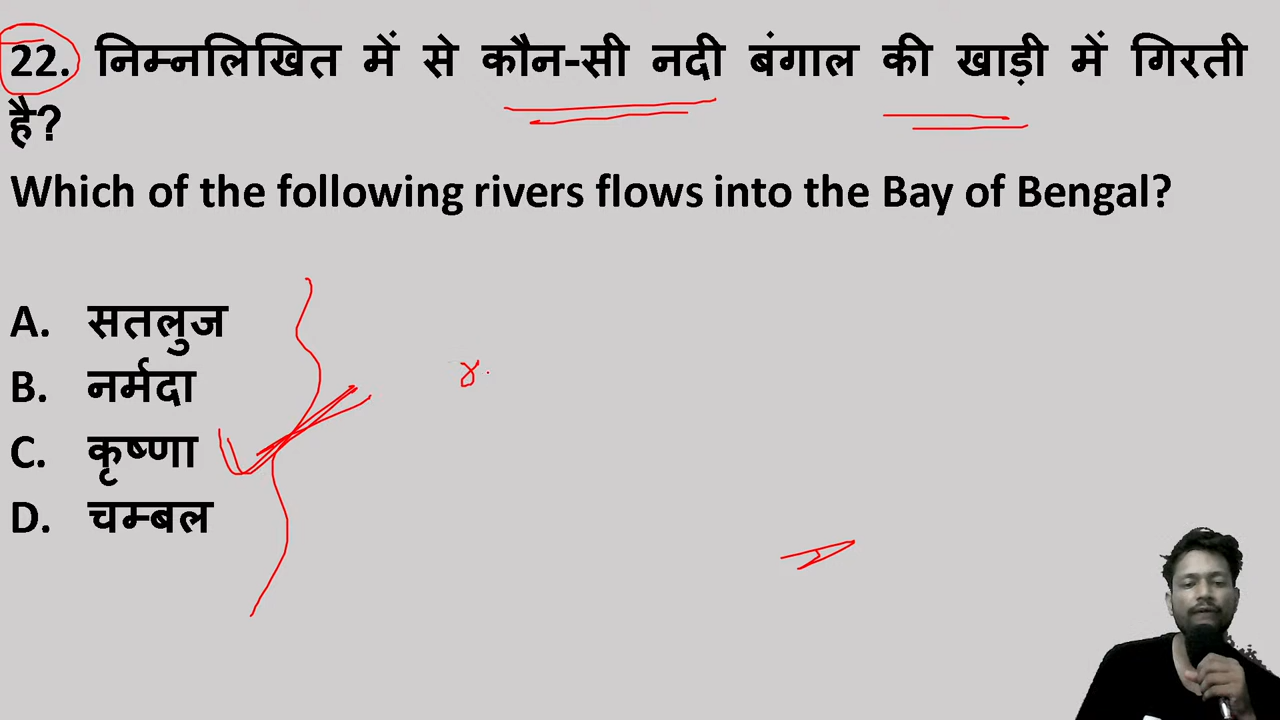 22. निम्नलिखित में से कौन-सी नदी बंगाल की खाड़ी में गिरती
है?
Which of the following rivers flows into the Bay of Bengal?
A. सतलुज
B. नर्मदा
C. कृष्णा
D. चम्बल